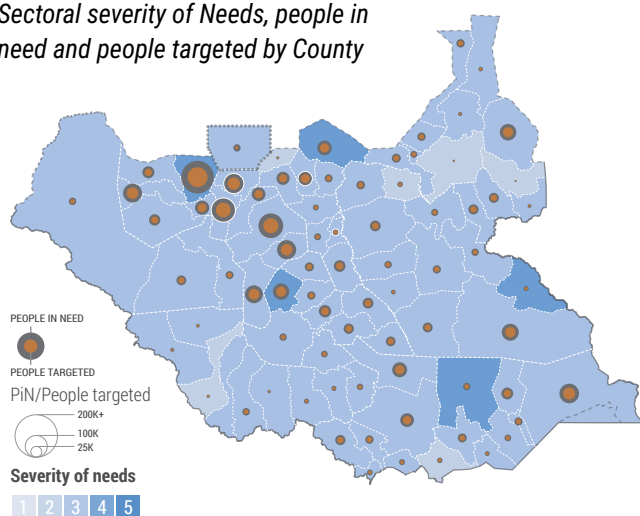 Sectoral severity of Needs, people in
need and people targeted by County
PEOPLE IN NEED
PEOPLE TARGETED
PiN/People targeted
200K+
100K
25K
Severity of needs
1 2 3 4 5